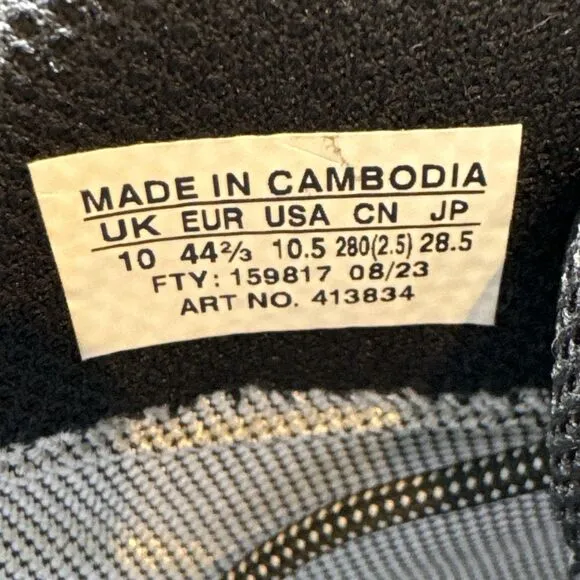 MADE IN CAMBODIA
UK EUR USA CN JP
10 44⅔ 10.5 280(2.5) 28.5
FTY: 159817 08/23
ART NO. 413834